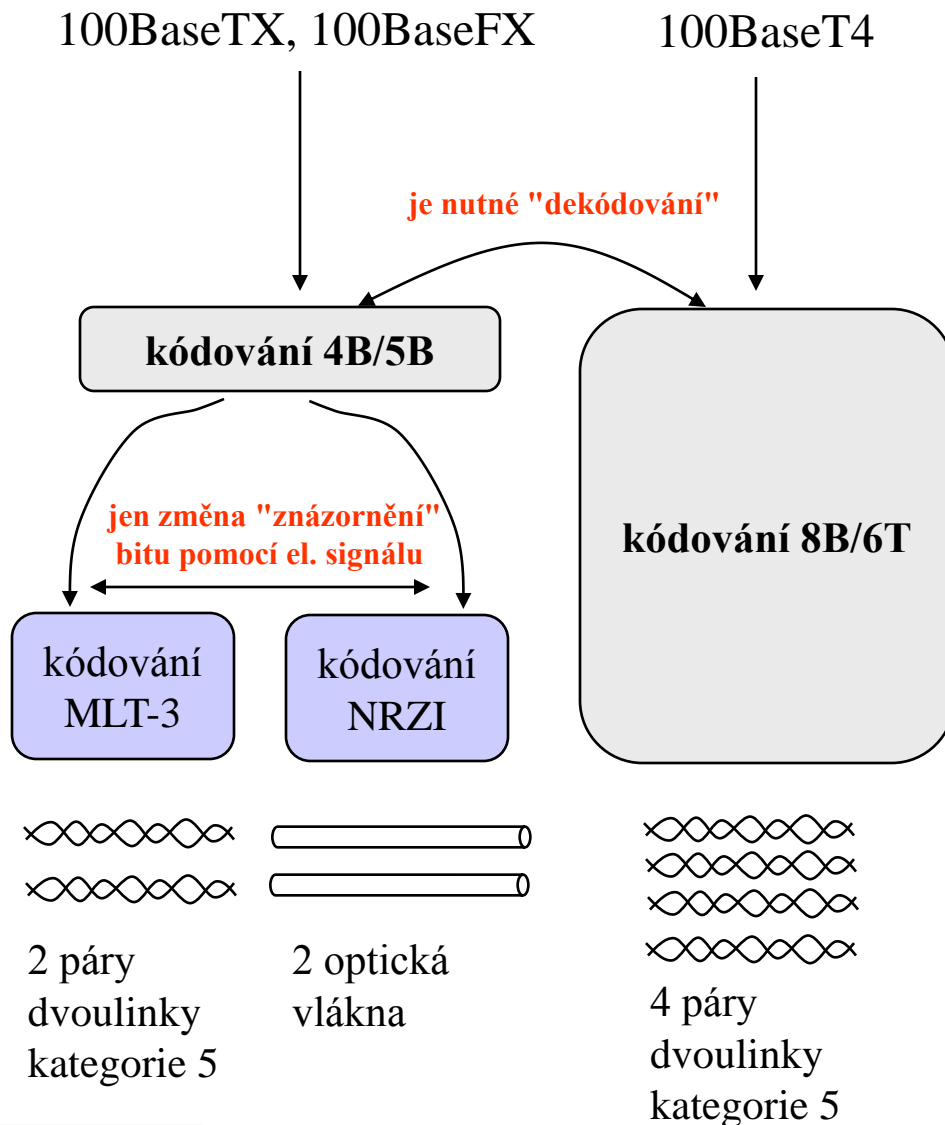 100BaseTX, 100BaseFX
100BaseT4
je nutné "dekódování"
kódování 4B/5B
jen změna "znázornění"
bitu pomocí el. signálu
kódování 8B/6T
kódování
MLT-3
kódování
NRZI
2 páry
dvoulinky
kategorie 5
2 optická
vlákna
4 páry
dvoulinky
kategorie 5